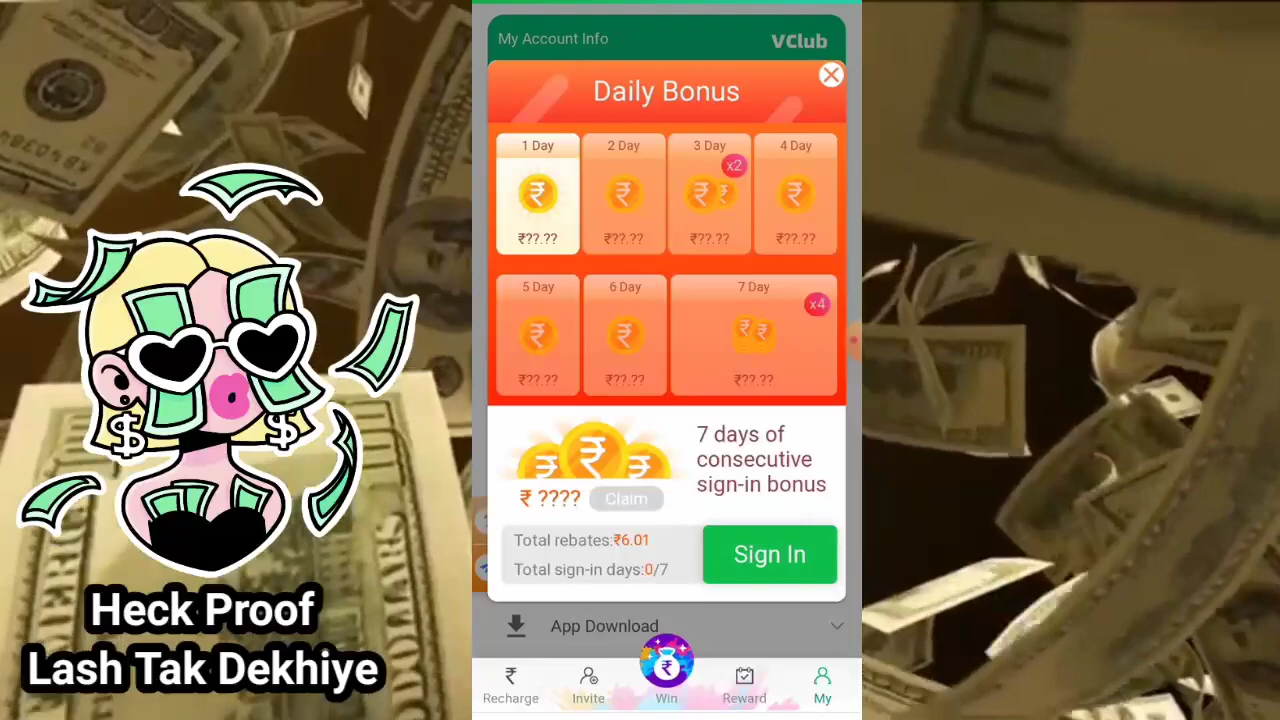 My Account Info
VClub
Daily Bonus
1 Day
2 Day
3 Day
4 Day
x2
₹??.??
₹??.??
₹??.??
₹??.??
5 Day
6 Day
7 Day
x4
₹??.??
₹??.??
₹??.??
7 days of
consecutive
sign-in bonus
₹ ????
Claim
Total rebates:₹6.01
Total sign-in days:0/7
Sign In
App Download
Recharge
Invite
Win
Reward
My
Heck Proof
Lash Tak Dekhiye